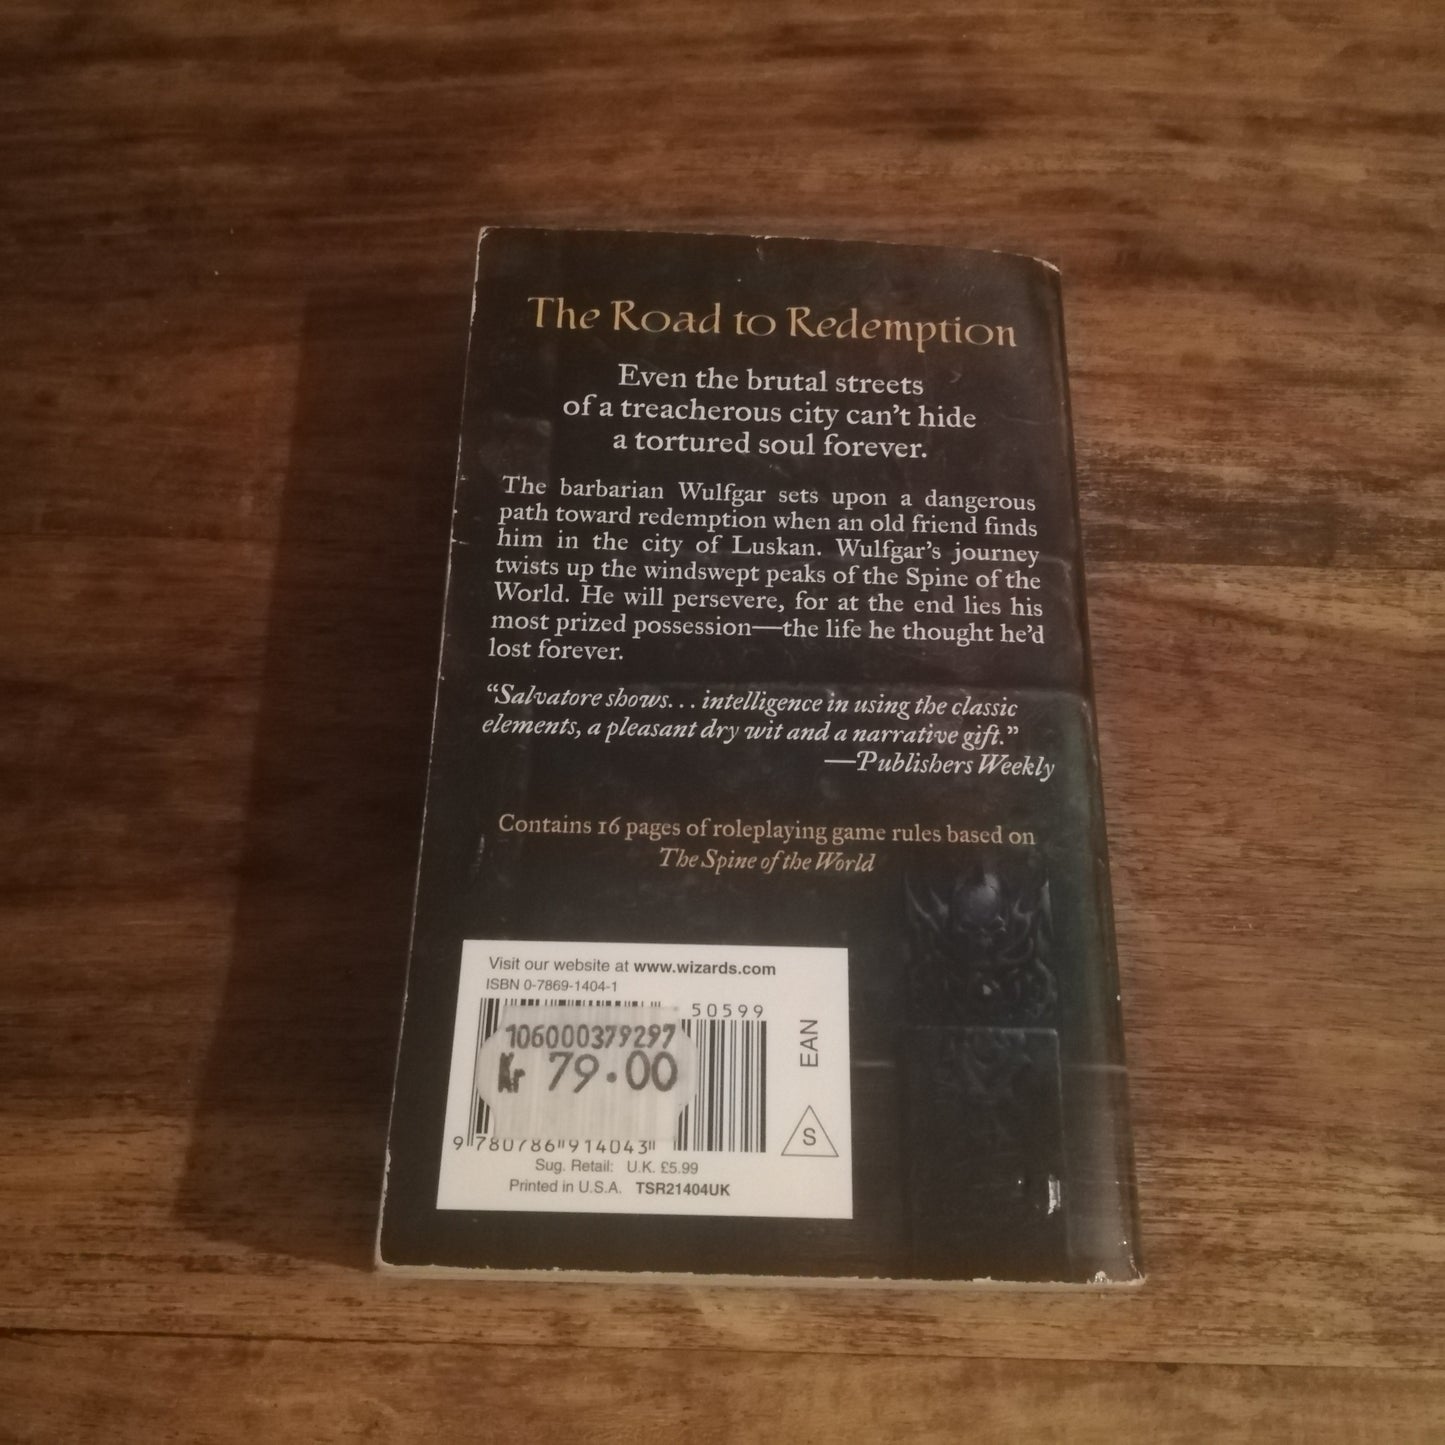 The Road to Redemption
Even the brutal streets
of a treacherous city can't hide
a tortured soul forever.
The barbarian Wulfgar sets upon a dangerous
path toward redemption when an old friend finds
him in the city of Luskan. Wulfgar's journey
twists up the windswept peaks of the Spine of the
World. He will persevere, for at the end lies his
most prized possession—the life he thought he'd
lost forever.
“Salvatore shows. . . intelligence in using the classic
elements, a pleasant dry wit and a narrative gift.”
—Publishers Weekly
Contains 16 pages of roleplaying game rules based on
The Spine of the World
Visit our website at www.wizards.com
ISBN 0-7869-1404-1
50599
106000379297
Kr 79.00
EAN
S
9 780786 914043
Sug. Retail: U.K. £5.99
Printed in U.S.A. TSR21404UK